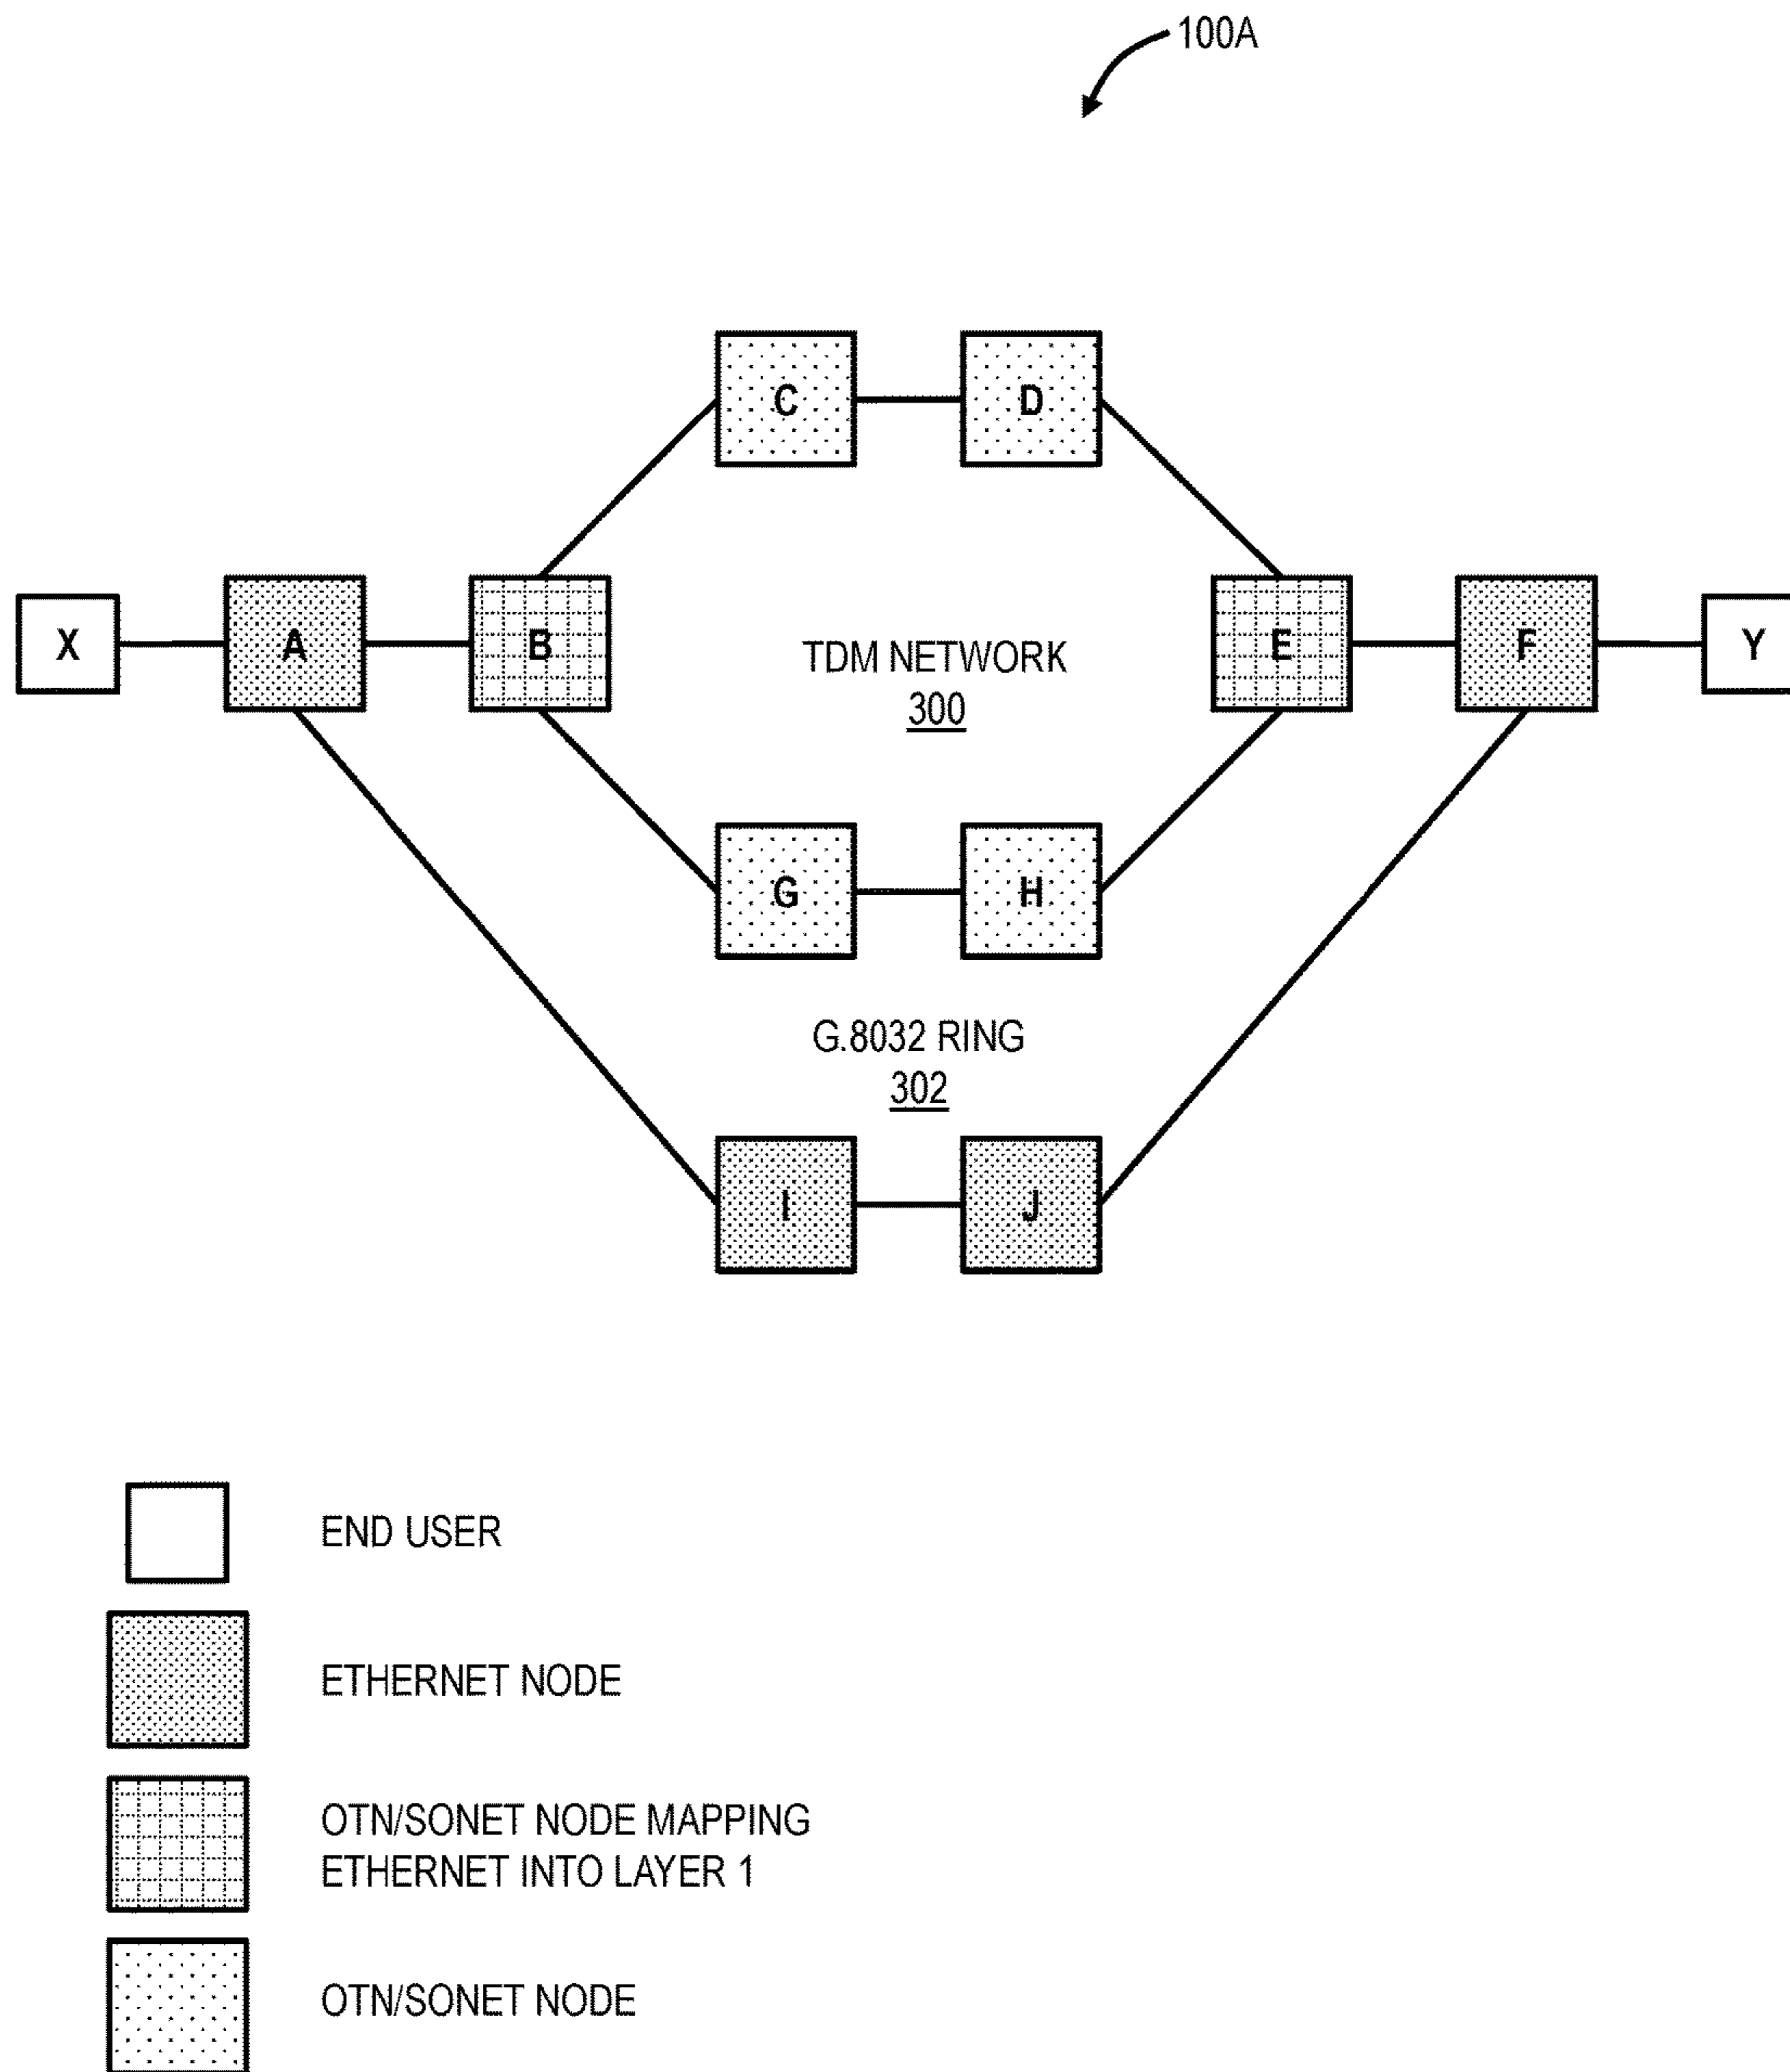 100A
C
D
X
A
B
TDM NETWORK
300
E
F
Y
G
H
G.8032 RING
302
I
J
END USER
ETHERNET NODE
OTN/SONET NODE MAPPING
ETHERNET INTO LAYER 1
OTN/SONET NODE